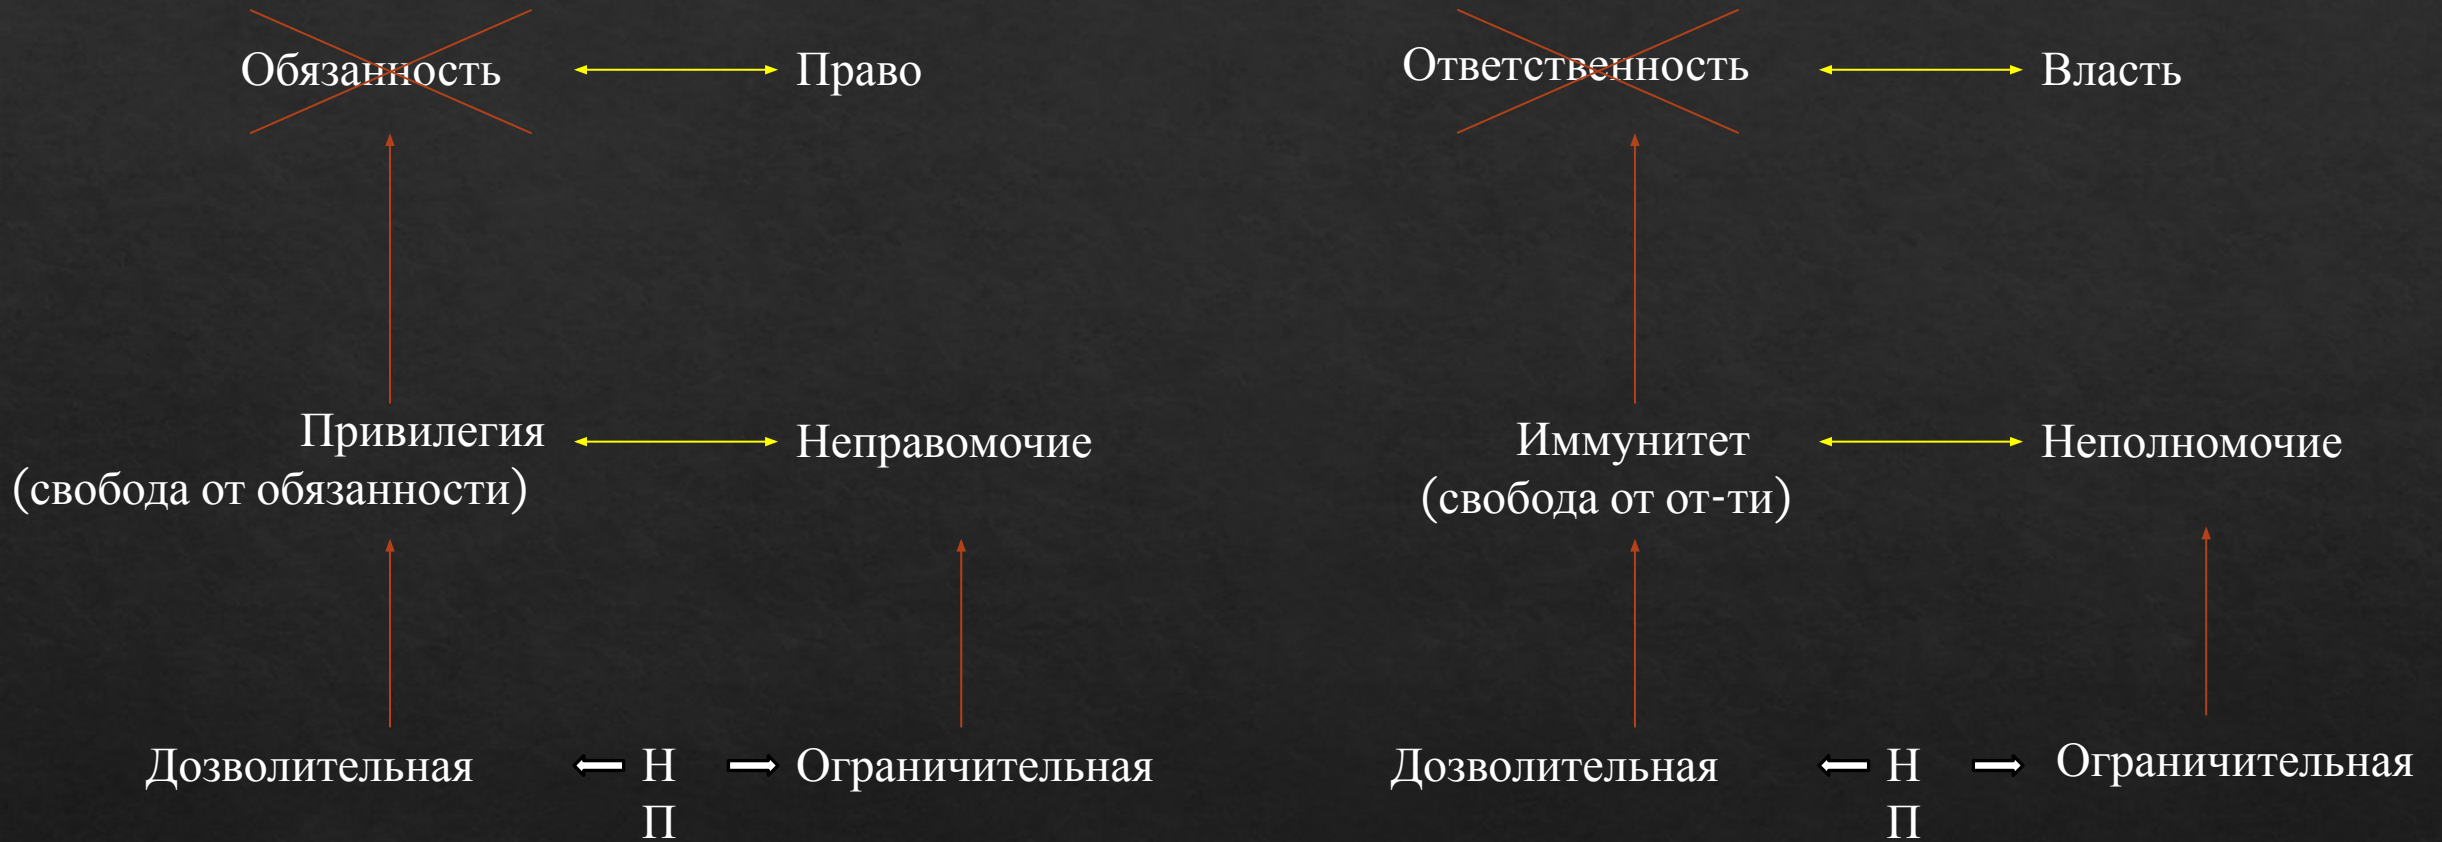 Обязанность
Право
Привилегия
(свобода от обязанности)
Неправомочие
Дозволительная
Н
П
Ограничительная
Ответственность
Власть
Иммунитет
(свобода от от-ти)
Неполномочие
Дозволительная
Н
П
Ограничительная